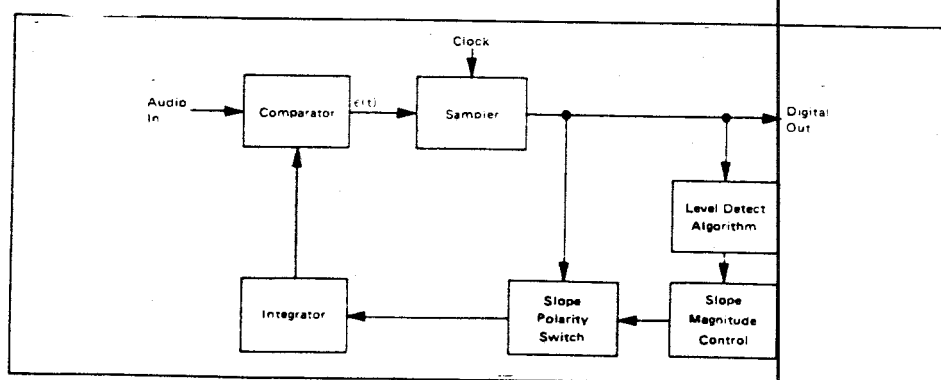 Clock
Audio
In
Comparator
ε(t)
Sampler
Digital
Out
Level Detect
Algorithm
Integrator
Slope
Polarity
Switch
Slope
Magnitude
Control